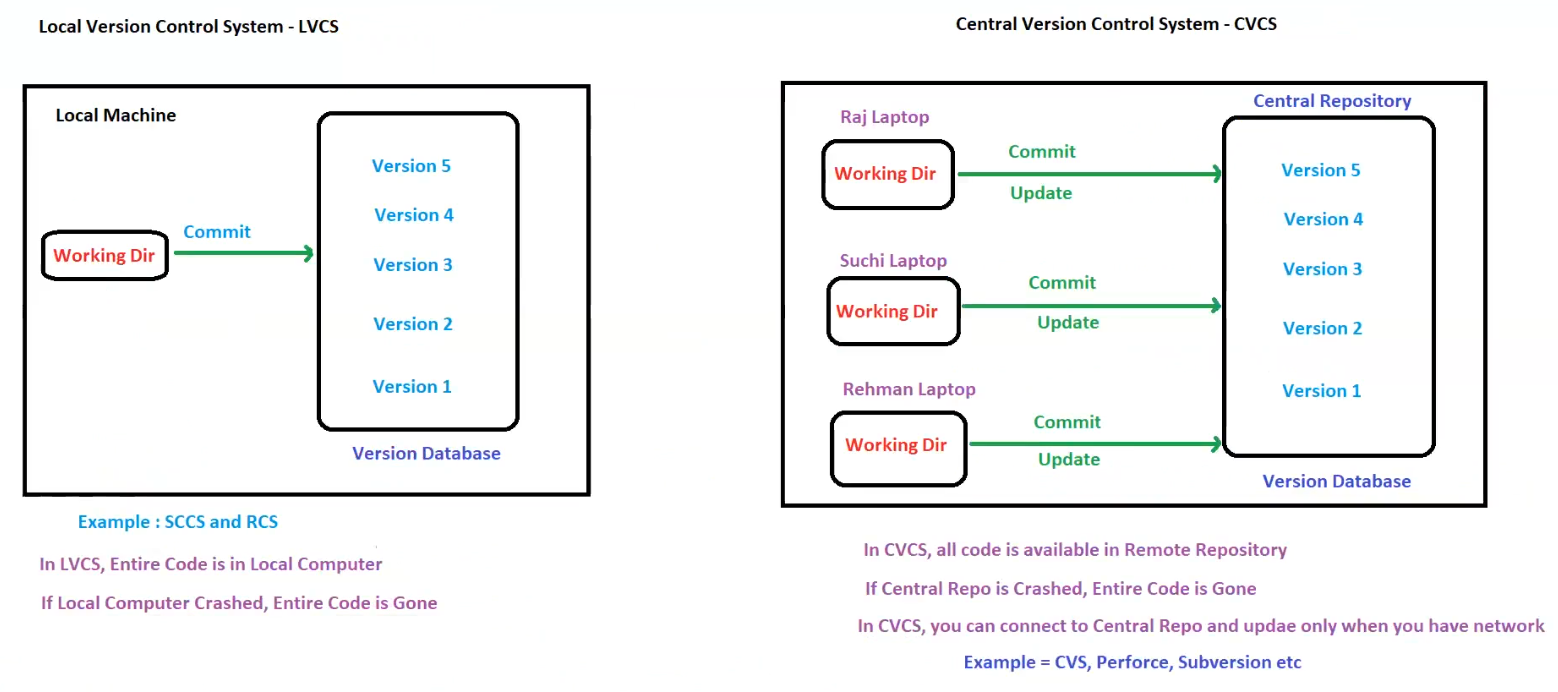 Local Version Control System - LVCS
Local Machine
Working Dir
Commit
Version 5
Version 4
Version 3
Version 2
Version 1
Version Database
Example : SCCS and RCS
In LVCS, Entire Code is in Local Computer
If Local Computer Crashed, Entire Code is Gone
Central Version Control System - CVCS
Raj Laptop
Working Dir
Commit
Update
Suchi Laptop
Working Dir
Commit
Update
Rehman Laptop
Working Dir
Commit
Update
Central Repository
Version 5
Version 4
Version 3
Version 2
Version 1
Version Database
In CVCS, all code is available in Remote Repository
If Central Repo is Crashed, Entire Code is Gone
In CVCS, you can connect to Central Repo and updae only when you have network
Example = CVS, Perforce, Subversion etc